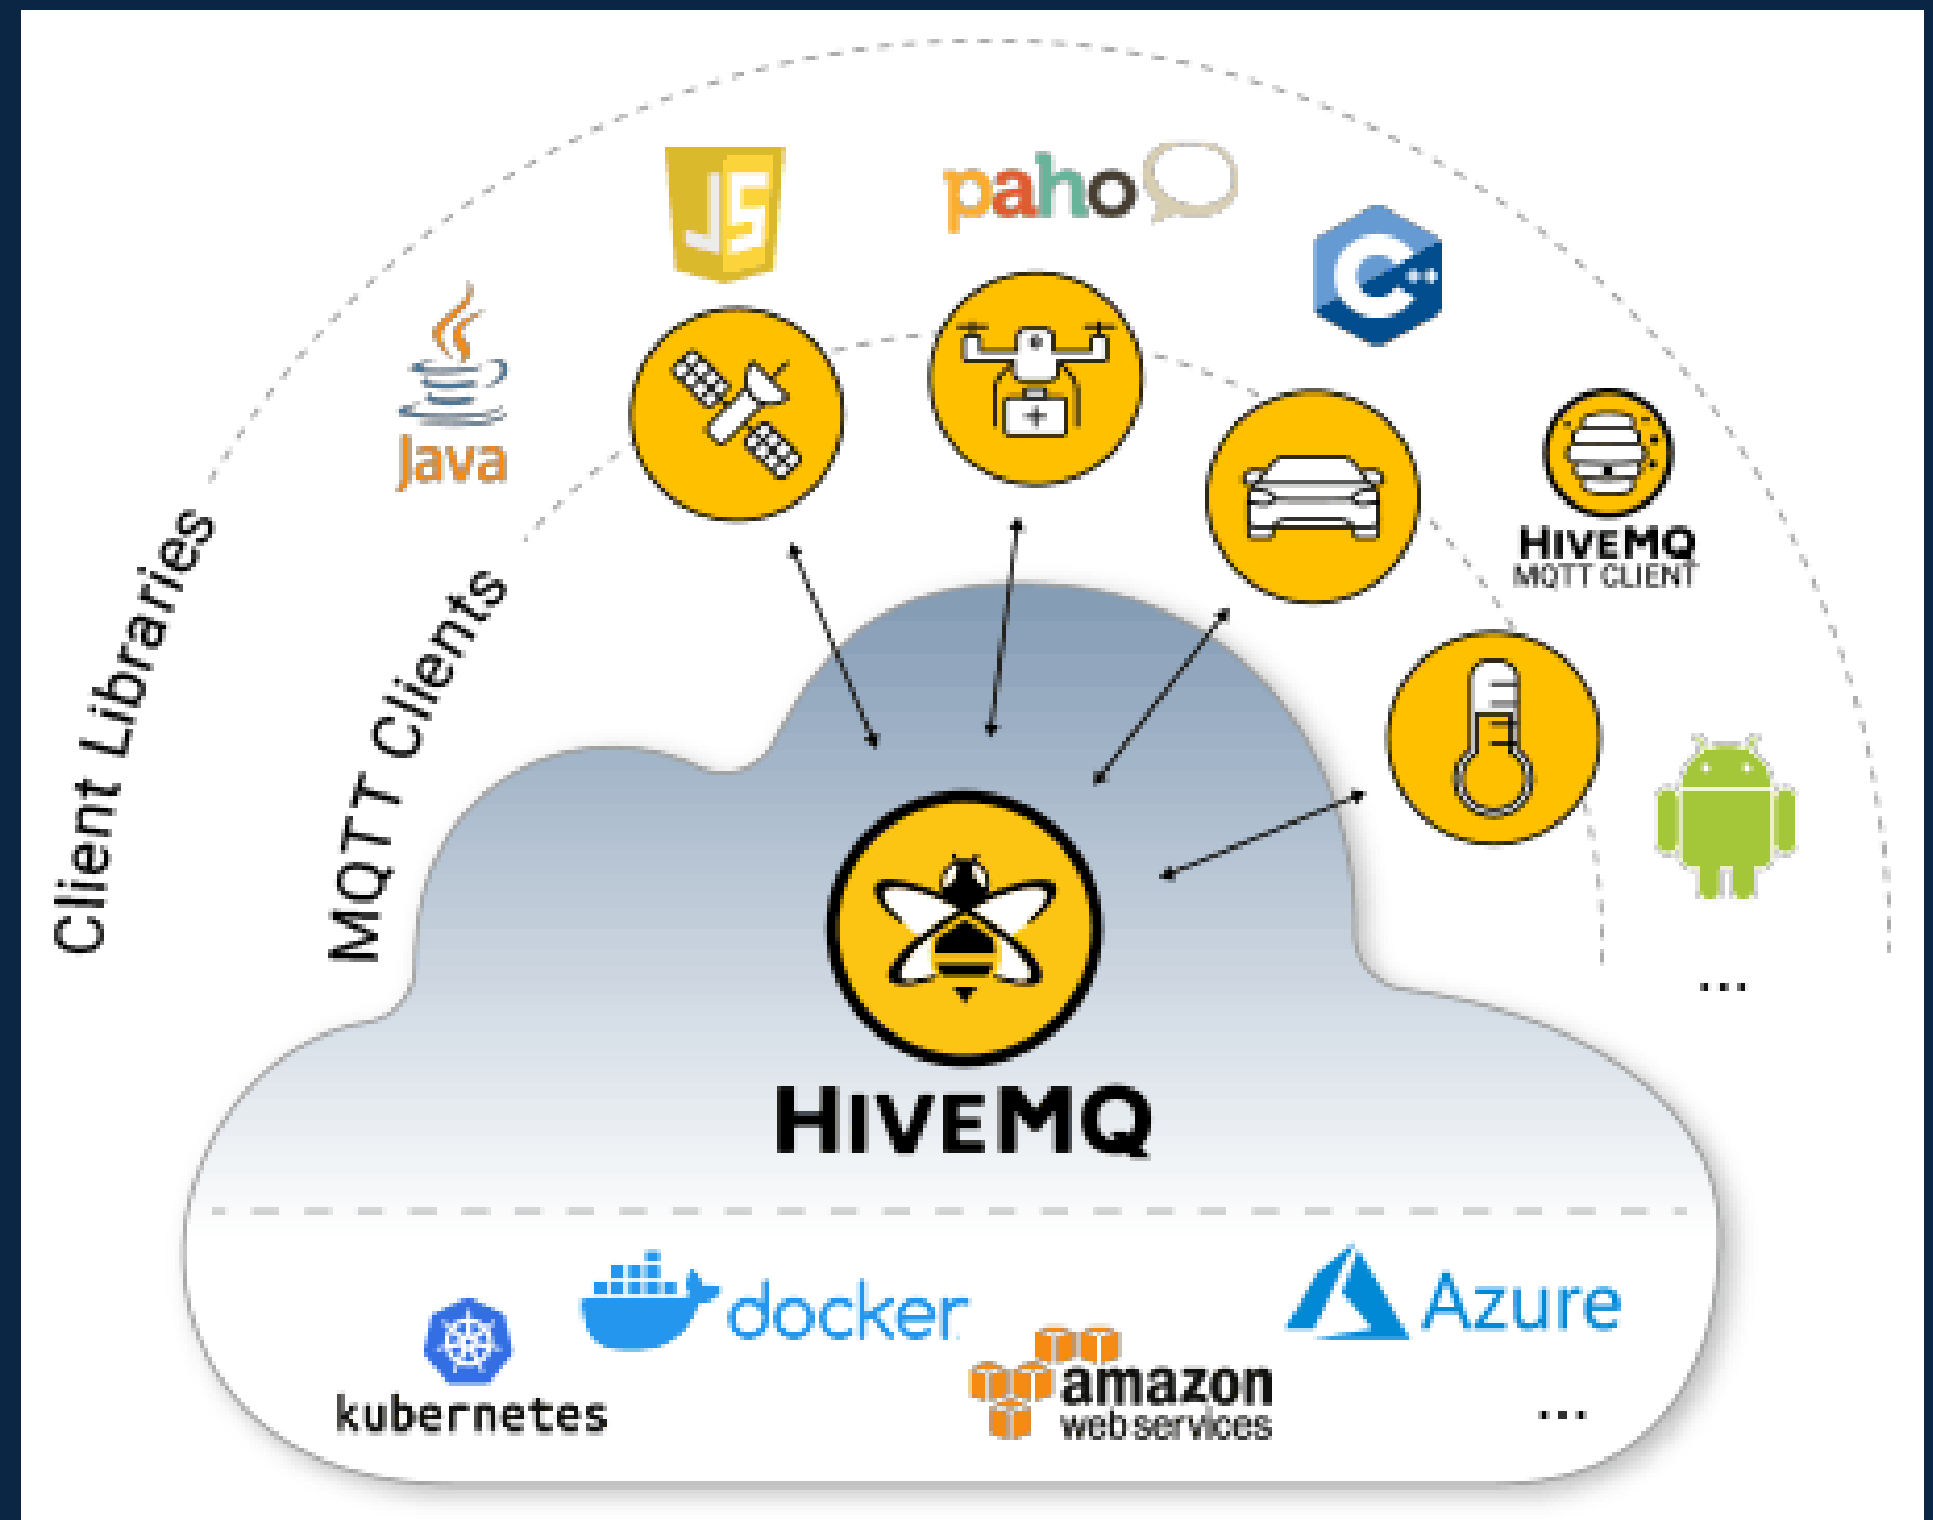 JS
paho
C++
Java
HIVEMQ
MQTT CLIENT
Client Libraries
MQTT Clients
...
HIVEMQ
docker
Azure
kubernetes
amazon
web services
...